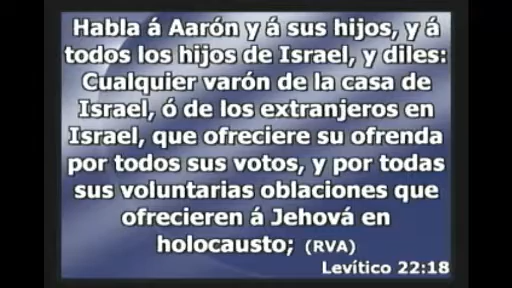 Habla á Aarón y á sus hijos, y á
todos los hijos de Israel, y diles:
Cualquier varón de la casa de
Israel, ó de los extranjeros en
Israel, que ofreciere su ofrenda
por todos sus votos, y por todas
sus voluntarias oblaciones que
ofrecieren á Jehová en
holocausto; (RVA)
Levítico 22:18